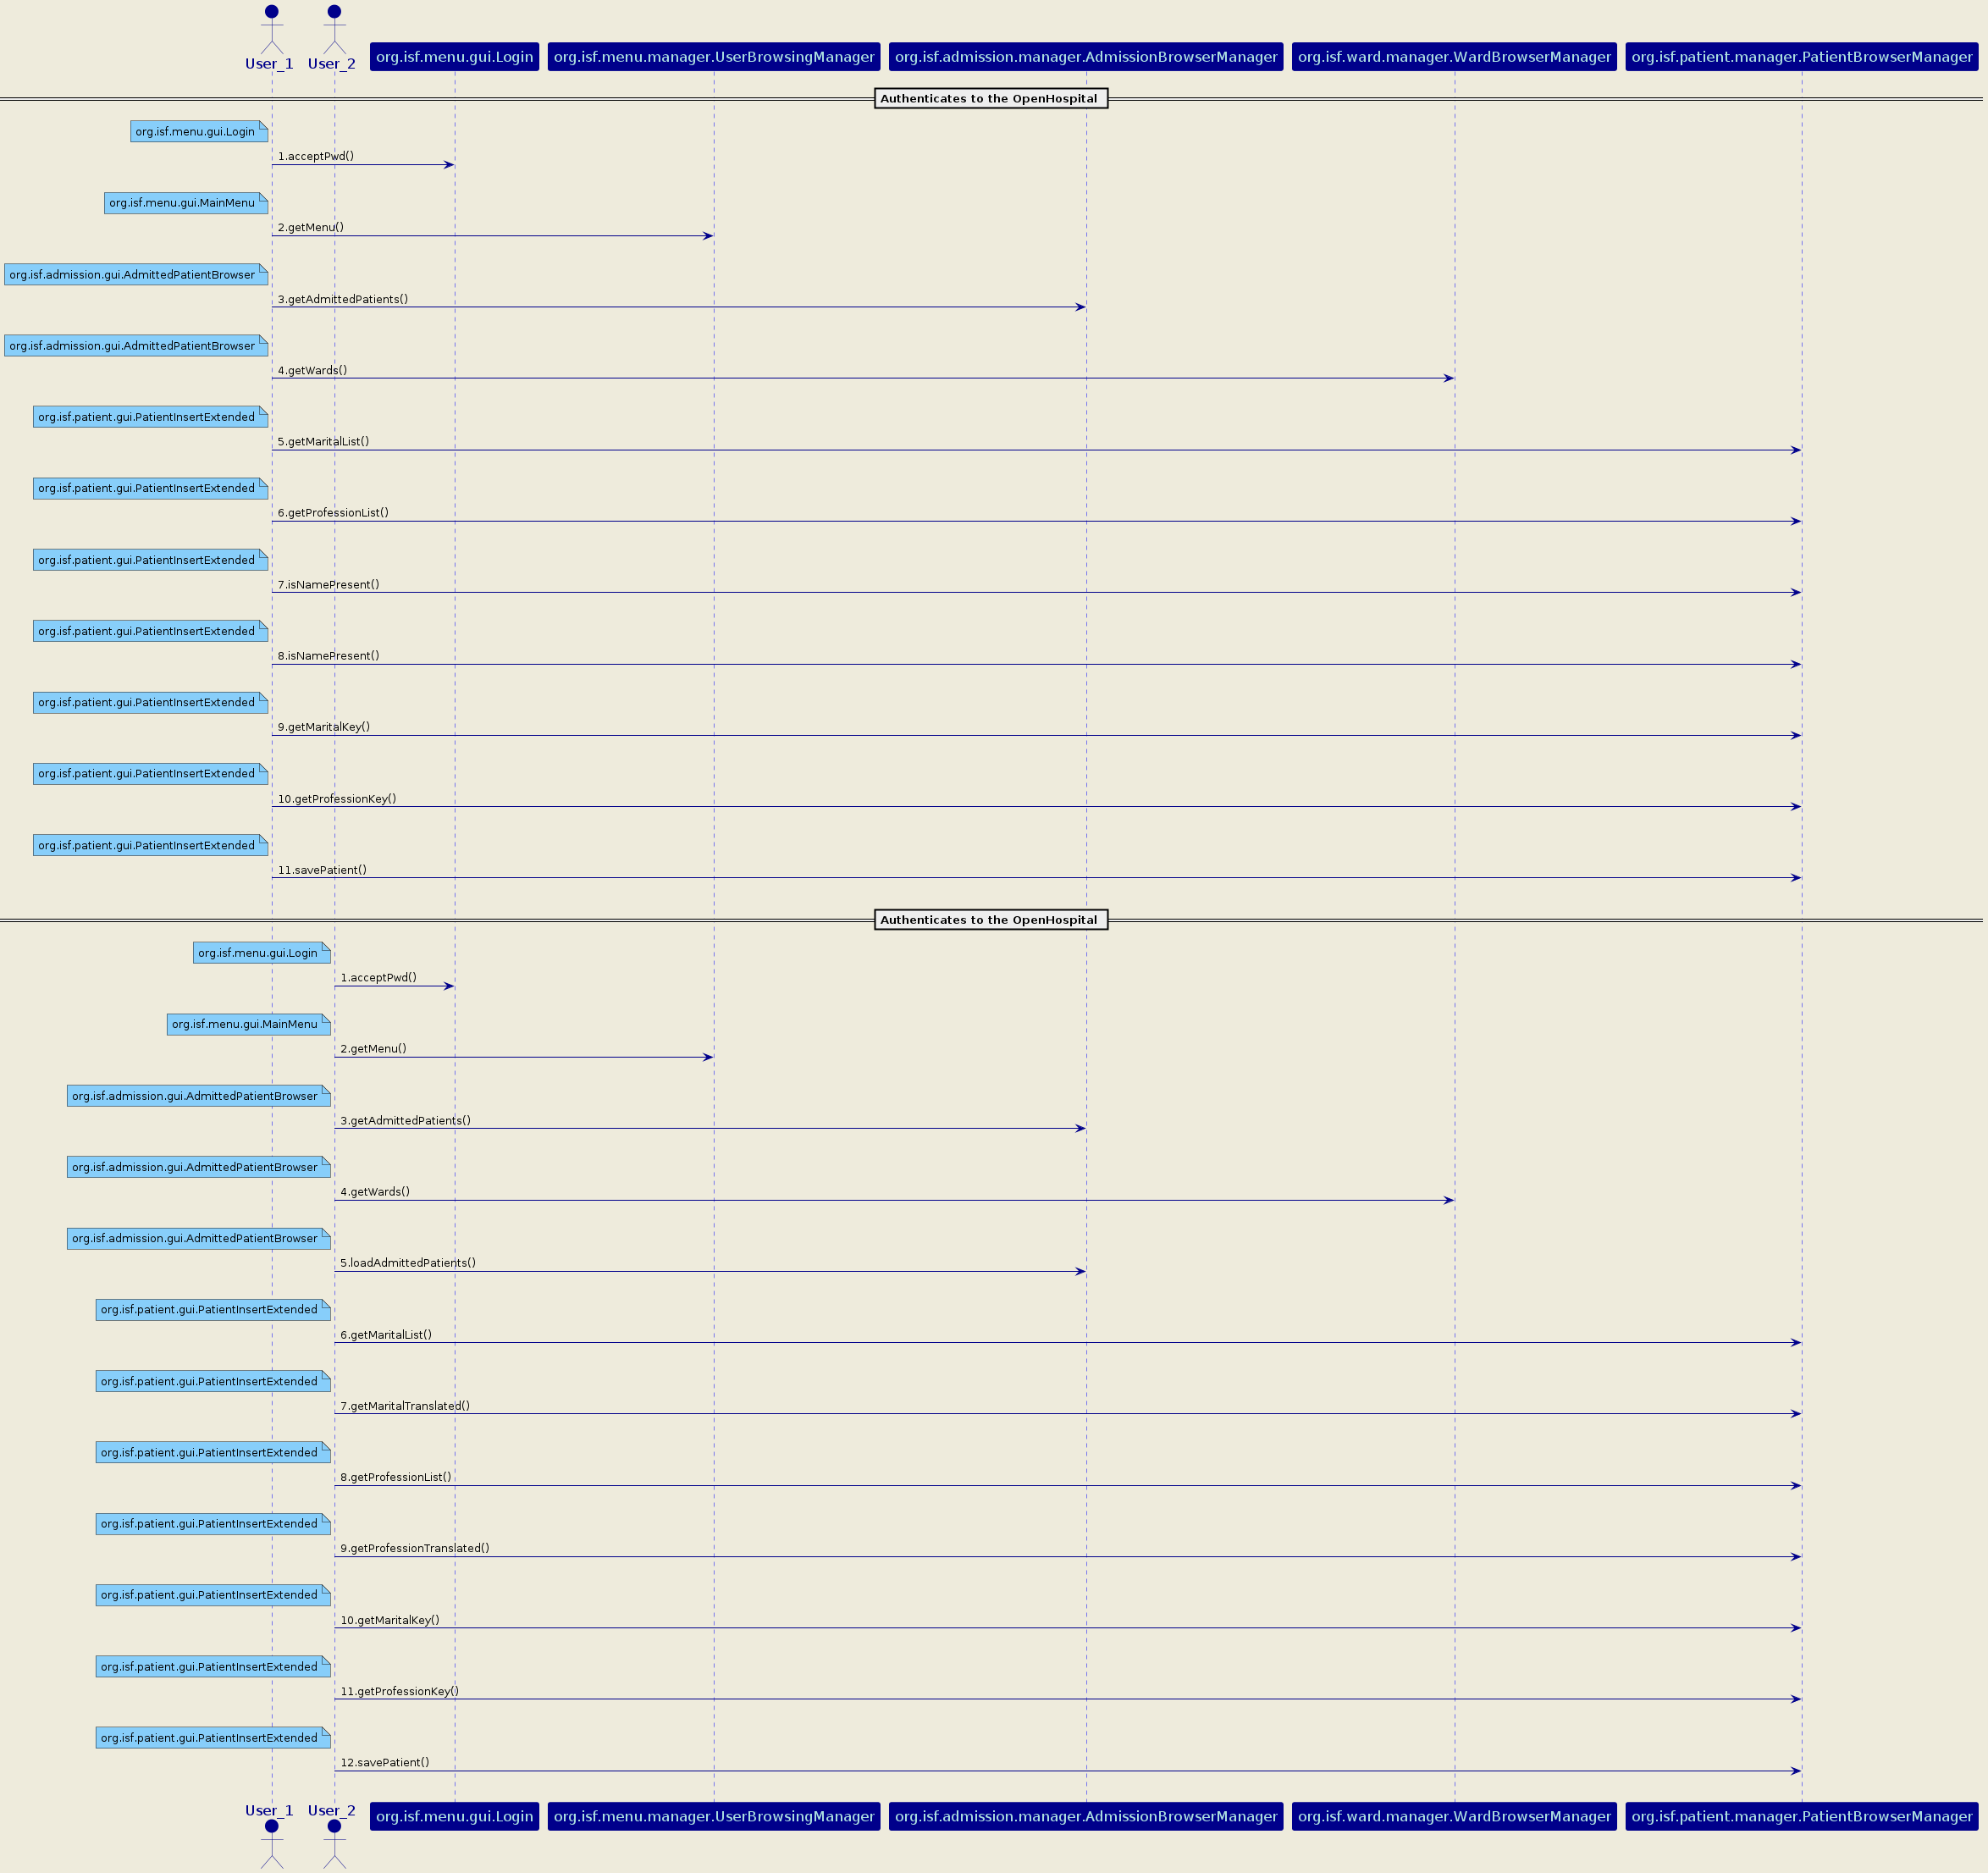 User_1
User_2
org.isf.menu.gui.Login
org.isf.menu.manager.UserBrowsingManager
org.isf.admission.manager.AdmissionBrowserManager
org.isf.ward.manager.WardBrowserManager
org.isf.patient.manager.PatientBrowserManager
Authenticates to the OpenHospital
org.isf.menu.gui.Login
1.acceptPwd()
org.isf.menu.gui.MainMenu
2.getMenu()
org.isf.admission.gui.AdmittedPatientBrowser
3.getAdmittedPatients()
org.isf.admission.gui.AdmittedPatientBrowser
4.getWards()
org.isf.patient.gui.PatientInsertExtended
5.getMaritalList()
org.isf.patient.gui.PatientInsertExtended
6.getProfessionList()
org.isf.patient.gui.PatientInsertExtended
7.isNamePresent()
org.isf.patient.gui.PatientInsertExtended
8.isNamePresent()
org.isf.patient.gui.PatientInsertExtended
9.getMaritalKey()
org.isf.patient.gui.PatientInsertExtended
10.getProfessionKey()
org.isf.patient.gui.PatientInsertExtended
11.savePatient()
Authenticates to the OpenHospital
org.isf.menu.gui.Login
1.acceptPwd()
org.isf.menu.gui.MainMenu
2.getMenu()
org.isf.admission.gui.AdmittedPatientBrowser
3.getAdmittedPatients()
org.isf.admission.gui.AdmittedPatientBrowser
4.getWards()
org.isf.admission.gui.AdmittedPatientBrowser
5.loadAdmittedPatients()
org.isf.patient.gui.PatientInsertExtended
6.getMaritalList()
org.isf.patient.gui.PatientInsertExtended
7.getMaritalTranslated()
org.isf.patient.gui.PatientInsertExtended
8.getProfessionList()
org.isf.patient.gui.PatientInsertExtended
9.getProfessionTranslated()
org.isf.patient.gui.PatientInsertExtended
10.getMaritalKey()
org.isf.patient.gui.PatientInsertExtended
11.getProfessionKey()
org.isf.patient.gui.PatientInsertExtended
12.savePatient()
User_1
User_2
org.isf.menu.gui.Login
org.isf.menu.manager.UserBrowsingManager
org.isf.admission.manager.AdmissionBrowserManager
org.isf.ward.manager.WardBrowserManager
org.isf.patient.manager.PatientBrowserManager